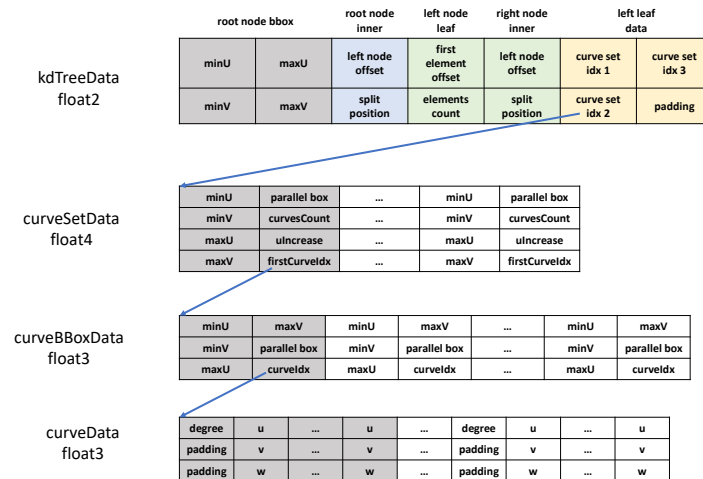 root node bbox
root node
inner
left node
leaf
right node
inner
left leaf
data
kdTreeData
float2
minU maxU left node offset first element offset left node offset curve set idx 1 curve set idx 3
minV maxV split position elements count split position curve set idx 2 padding
curveSetData
float4
minU parallel box ... minU parallel box
minV curvesCount ... minV curvesCount
maxU uIncrease ... maxU uIncrease
maxV firstCurveIdx ... maxV firstCurveIdx
curveBBoxData
float3
minU maxV minU maxV ... minU maxV
minV parallel box minV parallel box ... minV parallel box
maxU curveIdx maxU curveIdx ... maxU curveIdx
curveData
float3
degree u ... u ... degree u ... u
padding v ... v ... padding v ... v
padding w ... w ... padding w ... w